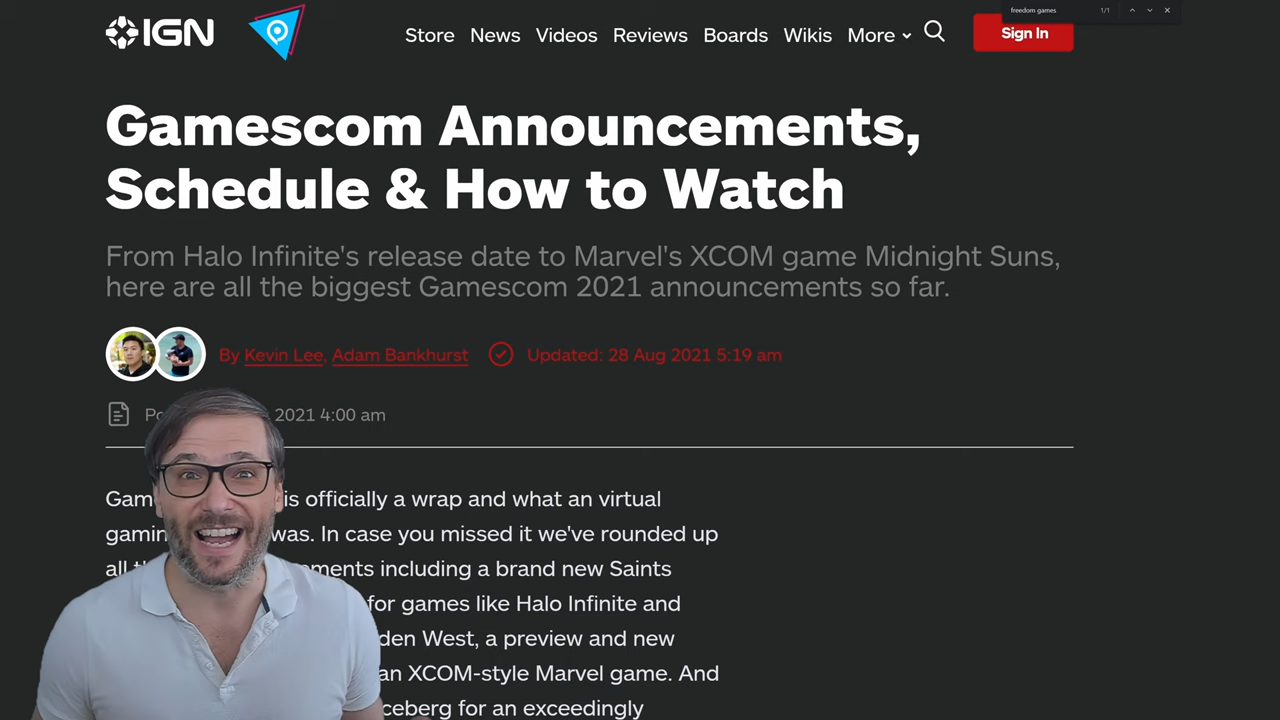 IGN
Store News Videos Reviews Boards Wikis More
Sign In
freedom games 1/1
Gamescom Announcements,
Schedule & How to Watch
From Halo Infinite's release date to Marvel's XCOM game Midnight Suns,
here are all the biggest Gamescom 2021 announcements so far.
By Kevin Lee, Adam Bankhurst Updated: 28 Aug 2021 5:19 am
2021 4:00 am
is officially a wrap and what an virtual
was. In case you missed it we've rounded up
including a brand new Saints
for games like Halo Infinite and
West, a preview and new
an XCOM-style Marvel game. And
for an exceedingly